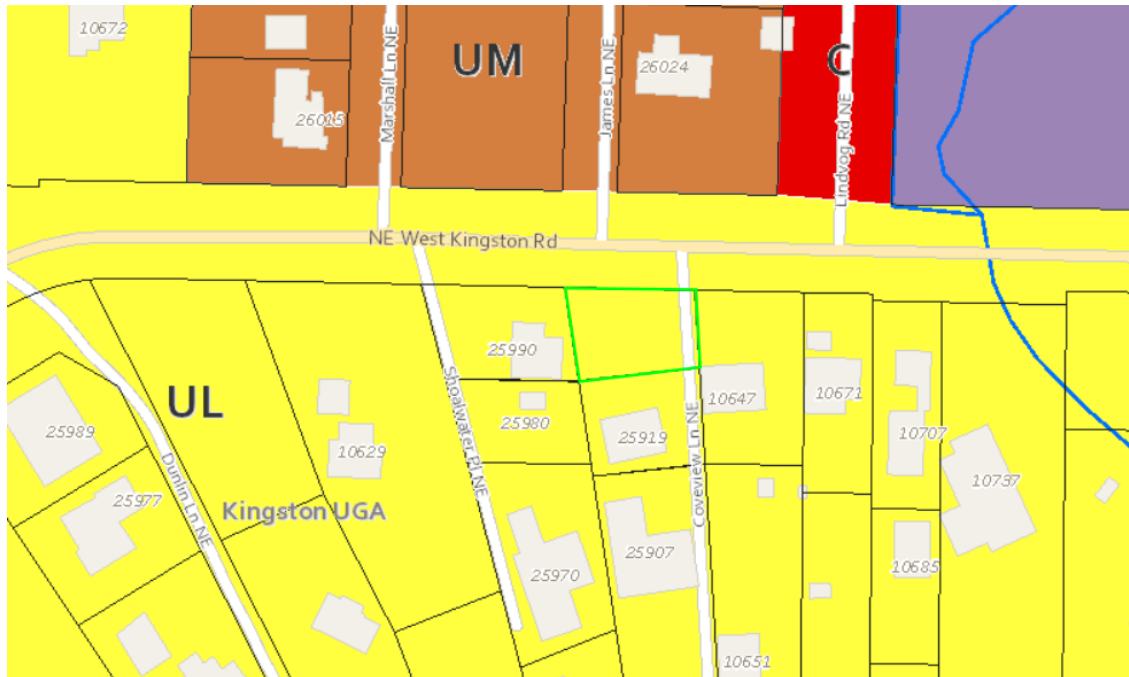 10672
UM
C
26024
26015
Marshall Ln NE
James Ln NE
Lindvog Rd NE
NE West Kingston Rd
25990
Shoalwater Pl NE
25980
UL
25989
10629
25919
10647
10671
10707
Coveview Ln NE
10737
25977
Dunlin Ln NE
Kingston UGA
25970
25907
10685
10651